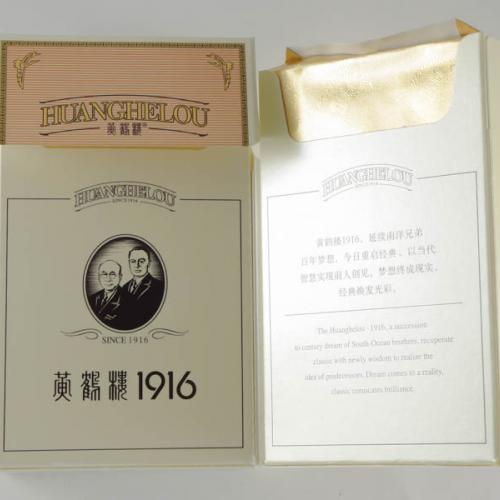 HUANGHELOU
黄鹤楼®
HUANGHELOU
SINCE 1916
SINCE 1916
黄鹤楼1916
HUANGHELOU
SINCE 1916
黄鹤楼1916，延续南洋兄弟
百年梦想，今日重启经典，以当代
智慧实现前人创见，梦想终成现实，
经典焕发光彩。
The Huanghelou - 1916, a succession
to century dream of South Ocean brothers, recuperate
classic with newly wisdom to realise the
idea of predecessors. Dream comes to a reality,
classic coruscates brilliance.